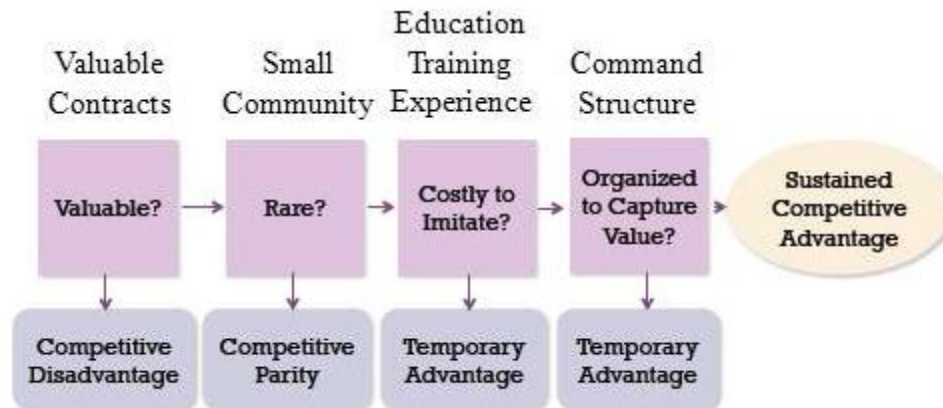 Valuable
Contracts
Small
Community
Education
Training
Experience
Command
Structure
Valuable?
Rare?
Costly to
Imitate?
Organized
to Capture
Value?
Sustained
Competitive
Advantage
Competitive
Disadvantage
Competitive
Parity
Temporary
Advantage
Temporary
Advantage